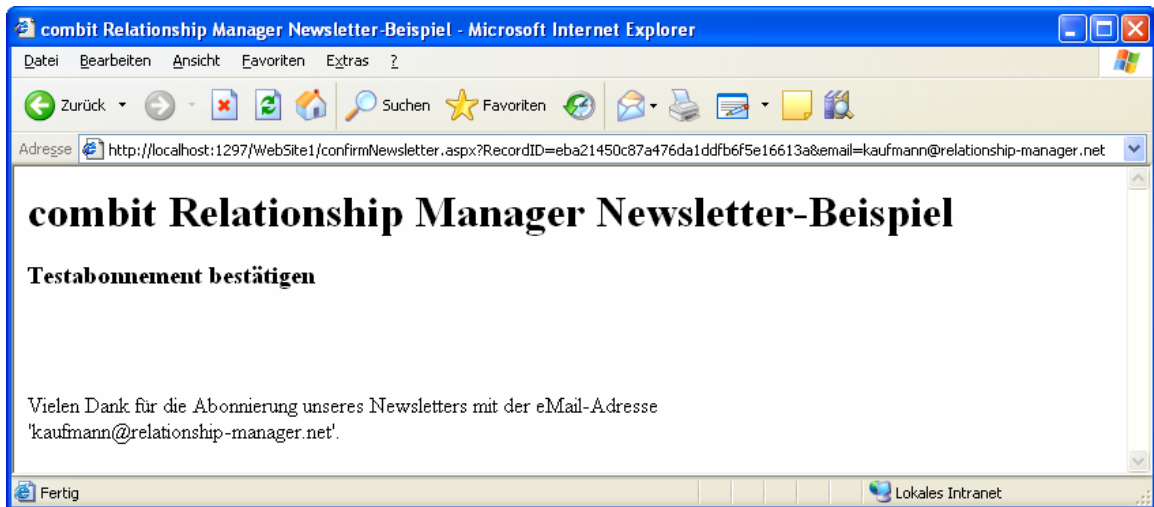 combit Relationship Manager Newsletter-Beispiel - Microsoft Internet Explorer
Datei Bearbeiten Ansicht Favoriten Extras ?
Zurück Suchen Favoriten
Adresse http://localhost:1297/WebSite1/confirmNewsletter.aspx?RecordID=eba21450c87a476da1ddfb6f5e16613a&email=kaufmann@relationship-manager.net
combit Relationship Manager Newsletter-Beispiel
Testabonnement bestätigen
Vielen Dank für die Abonnierung unseres Newsletters mit der eMail-Adresse
'kaufmann@relationship-manager.net'.
Fertig Lokales Intranet